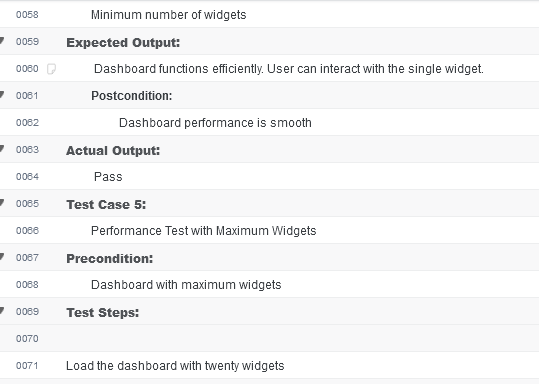 0058 Minimum number of widgets
0059 Expected Output:
0060 Dashboard functions efficiently. User can interact with the single widget.
0061 Postcondition:
0062 Dashboard performance is smooth
0063 Actual Output:
0064 Pass
0065 Test Case 5:
0066 Performance Test with Maximum Widgets
0067 Precondition:
0068 Dashboard with maximum widgets
0069 Test Steps:
0070
0071 Load the dashboard with twenty widgets